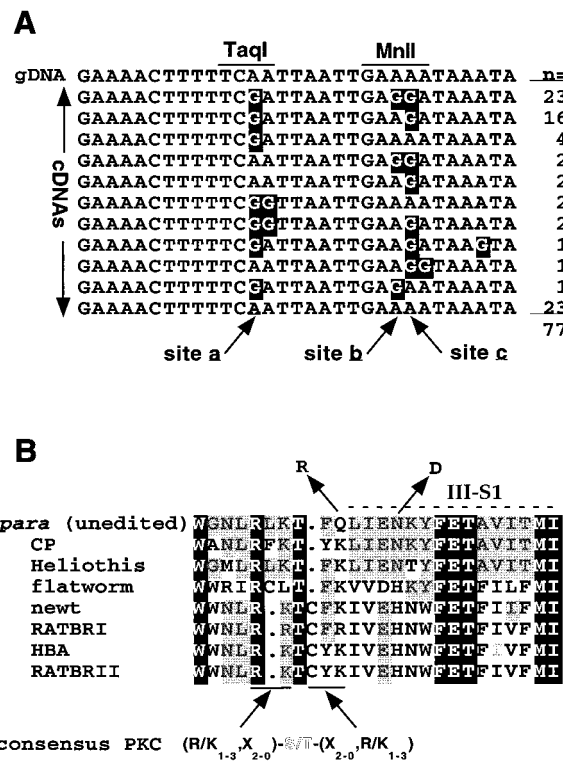 A
TaqI MnlI
gDNA GAAAACTTTTTCAATTAATTGAAAATAAATA n=
GAAAACTTTTTCGATTAATTGAGGATAAATA 23
GAAAACTTTTTCGATTAATTGAAGATAAATA 16
GAAAACTTTTTCGATTAATTGAAAATAAATA 4
GAAAACTTTTTCAATTAATTGAGGATAAATA 2
GAAAACTTTTTCAATTAATTGAAGATAAATA 2
GAAAACTTTTTCGGTTAATTGAAAATAAATA 2
GAAAACTTTTTCGGTTAATTGAAGATAAATA 2
GAAAACTTTTTCGATTAATTGAAGATAAGTA 1
GAAAACTTTTTCAATTAATTGAAGGTAAATA 1
GAAAACTTTTTCGATTAATTGAGAATAAATA 1
GAAAACTTTTTCAATTAATTGAAAATAAATA 23
77
cDNAs
site a site b site c
B
R D
III-S1
para (unedited) WGNLRLKT.FQLIENKYFETAVITMI
CP WANLRFKT.YKLIENKYFETAVITMI
Heliothis WGMLRLKT.FKLIENTYFETAVITMI
flatworm WWRIRCLT.FKVVDHKYFETFILFMI
newt WWNLR.KTCFKIVEHNWFETFIIFMI
RATBRI WWNLR.RTCFRIVEHNWFETFIVFMI
HBA WWNLR.KTCYKIVEHNWFETFIVFMI
RATBRII WWNLR.KTCYKIVEHNWFETFIVFMI
consensus PKC (R/K1-3,X2-0)-S/T-(X2-0,R/K1-3)